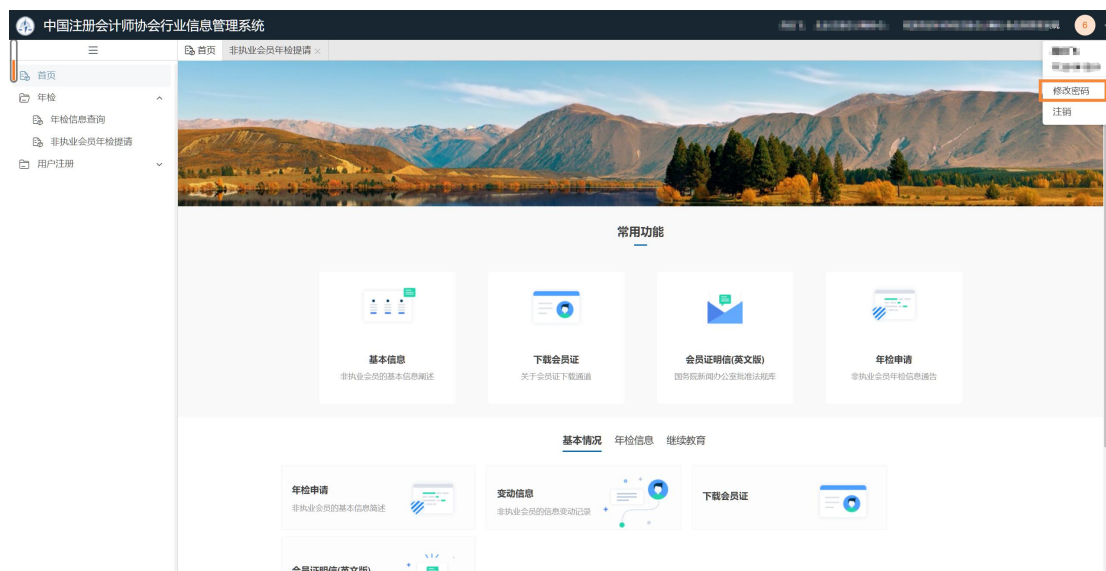 中国注册会计师协会行业信息管理系统
6
首页
非执业会员年检提请 ×
修改密码
注销
首页
年检
年检信息查询
非执业会员年检提请
用户注册
常用功能
基本信息
非执业会员的基本信息阐述
下载会员证
关于会员证下载通道
会员证明信(英文版)
国务院新闻办公室批准法规库
年检申请
非执业会员年检信息通告
基本情况 年检信息 继续教育
年检申请
非执业会员的基本信息简述
变动信息
非执业会员的信息变动记录
下载会员证
会员证明信(英文版)